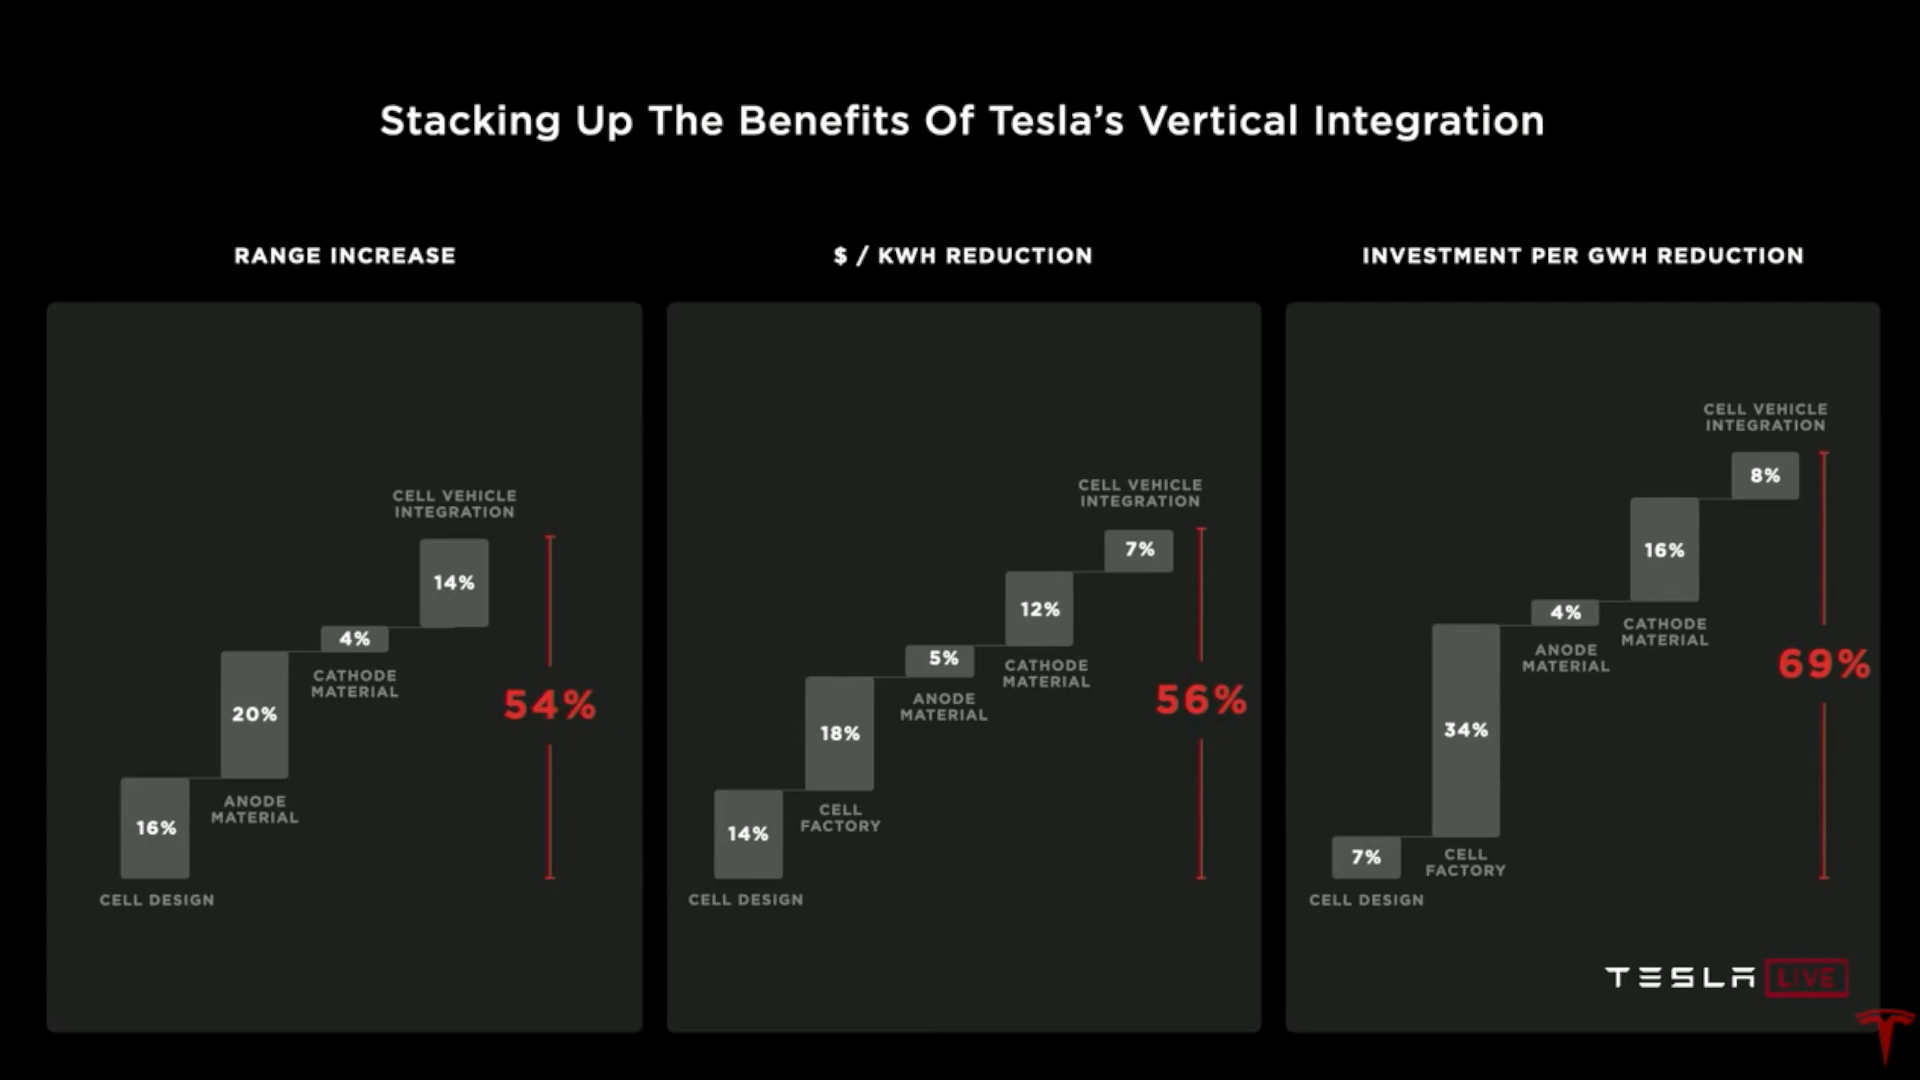 Stacking Up The Benefits Of Tesla’s Vertical Integration
RANGE INCREASE
CELL VEHICLE
INTEGRATION
14%
4%
CATHODE
MATERIAL
20%
ANODE
MATERIAL
16%
CELL DESIGN
54%
$ / KWH REDUCTION
CELL VEHICLE
INTEGRATION
7%
12%
CATHODE
MATERIAL
5%
ANODE
MATERIAL
18%
CELL
FACTORY
14%
CELL DESIGN
56%
INVESTMENT PER GWH REDUCTION
CELL VEHICLE
INTEGRATION
8%
16%
CATHODE
MATERIAL
4%
ANODE
MATERIAL
34%
CELL
FACTORY
7%
CELL DESIGN
69%
TESLA LIVE